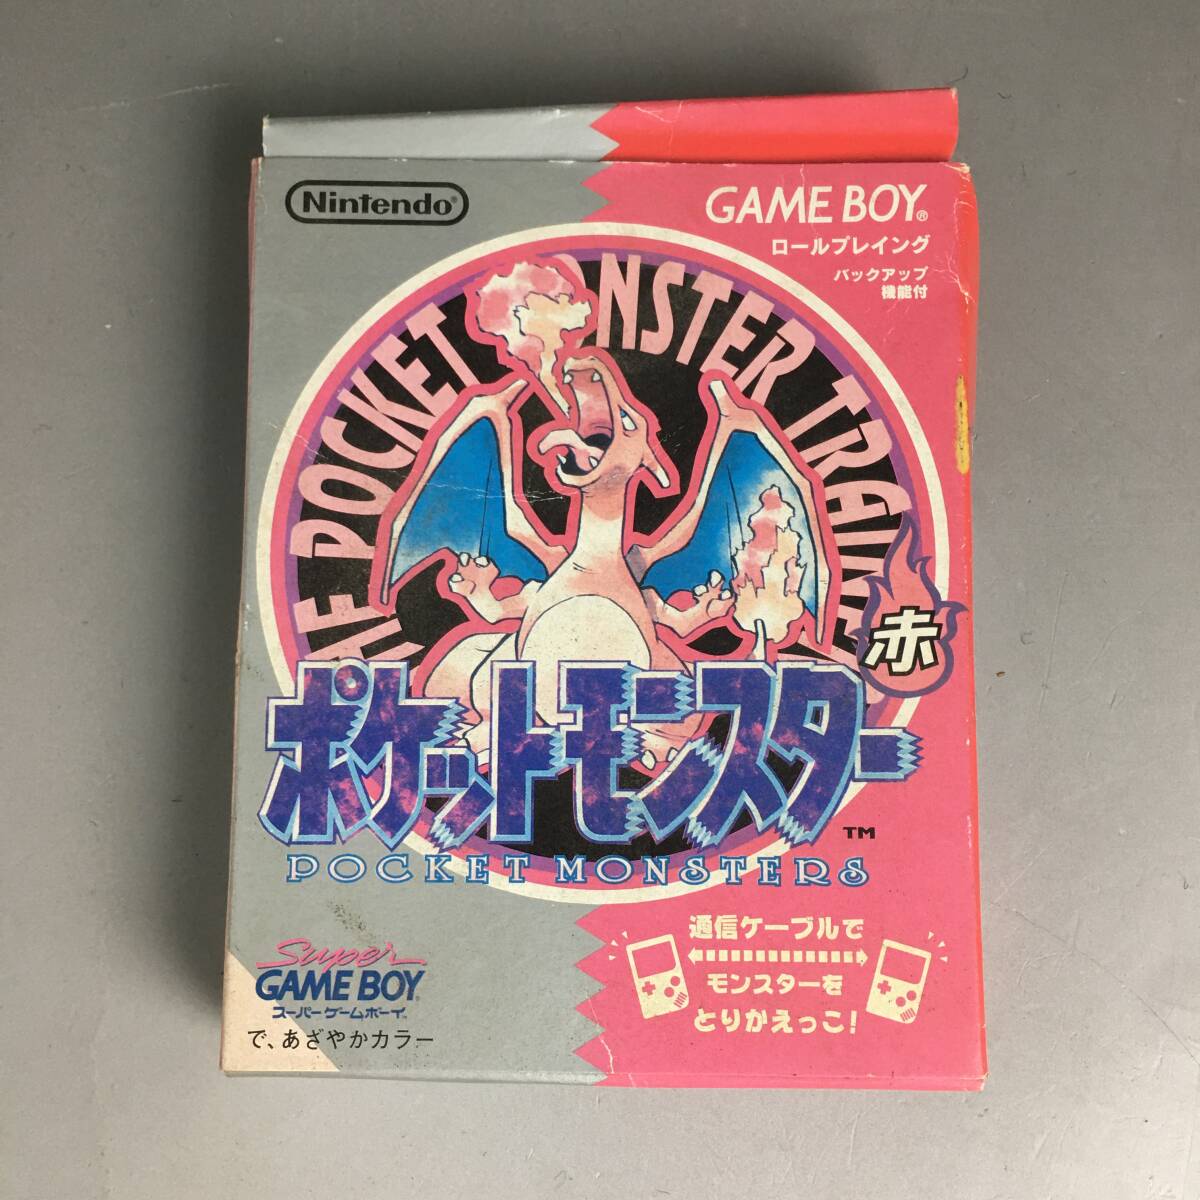 Nintendo®
GAME BOY®
ロールプレイング
バックアップ
機能付
POCKET MONSTER
赤
ポケットモンスター
TM
POCKET MONSTERS
Super
GAME BOY®
スーパーゲームボーイ
で、あざやかカラー
通信ケーブルで
モンスターを
とりかえっこ!